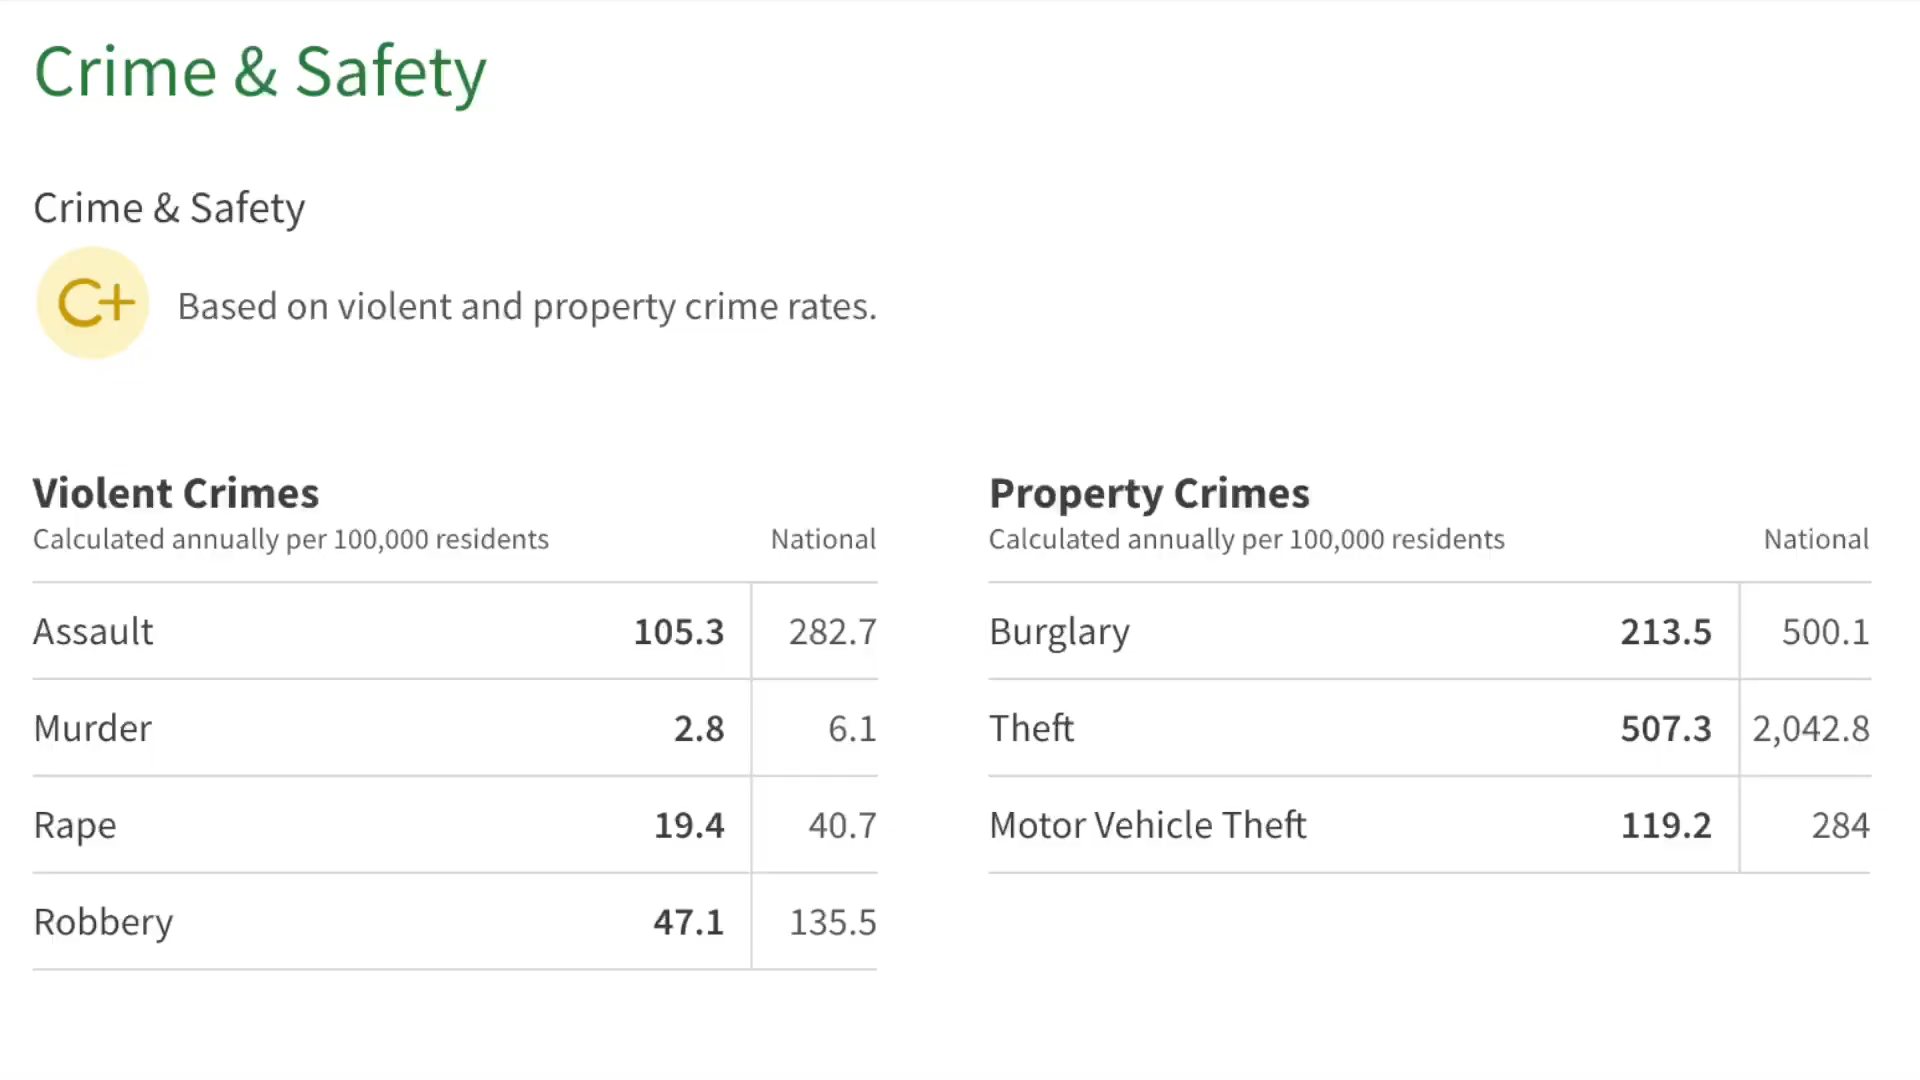 Crime & Safety
Crime & Safety
C+ Based on violent and property crime rates.
Violent Crimes
Calculated annually per 100,000 residents National
Assault 105.3 282.7
Murder 2.8 6.1
Rape 19.4 40.7
Robbery 47.1 135.5
Property Crimes
Calculated annually per 100,000 residents National
Burglary 213.5 500.1
Theft 507.3 2,042.8
Motor Vehicle Theft 119.2 284